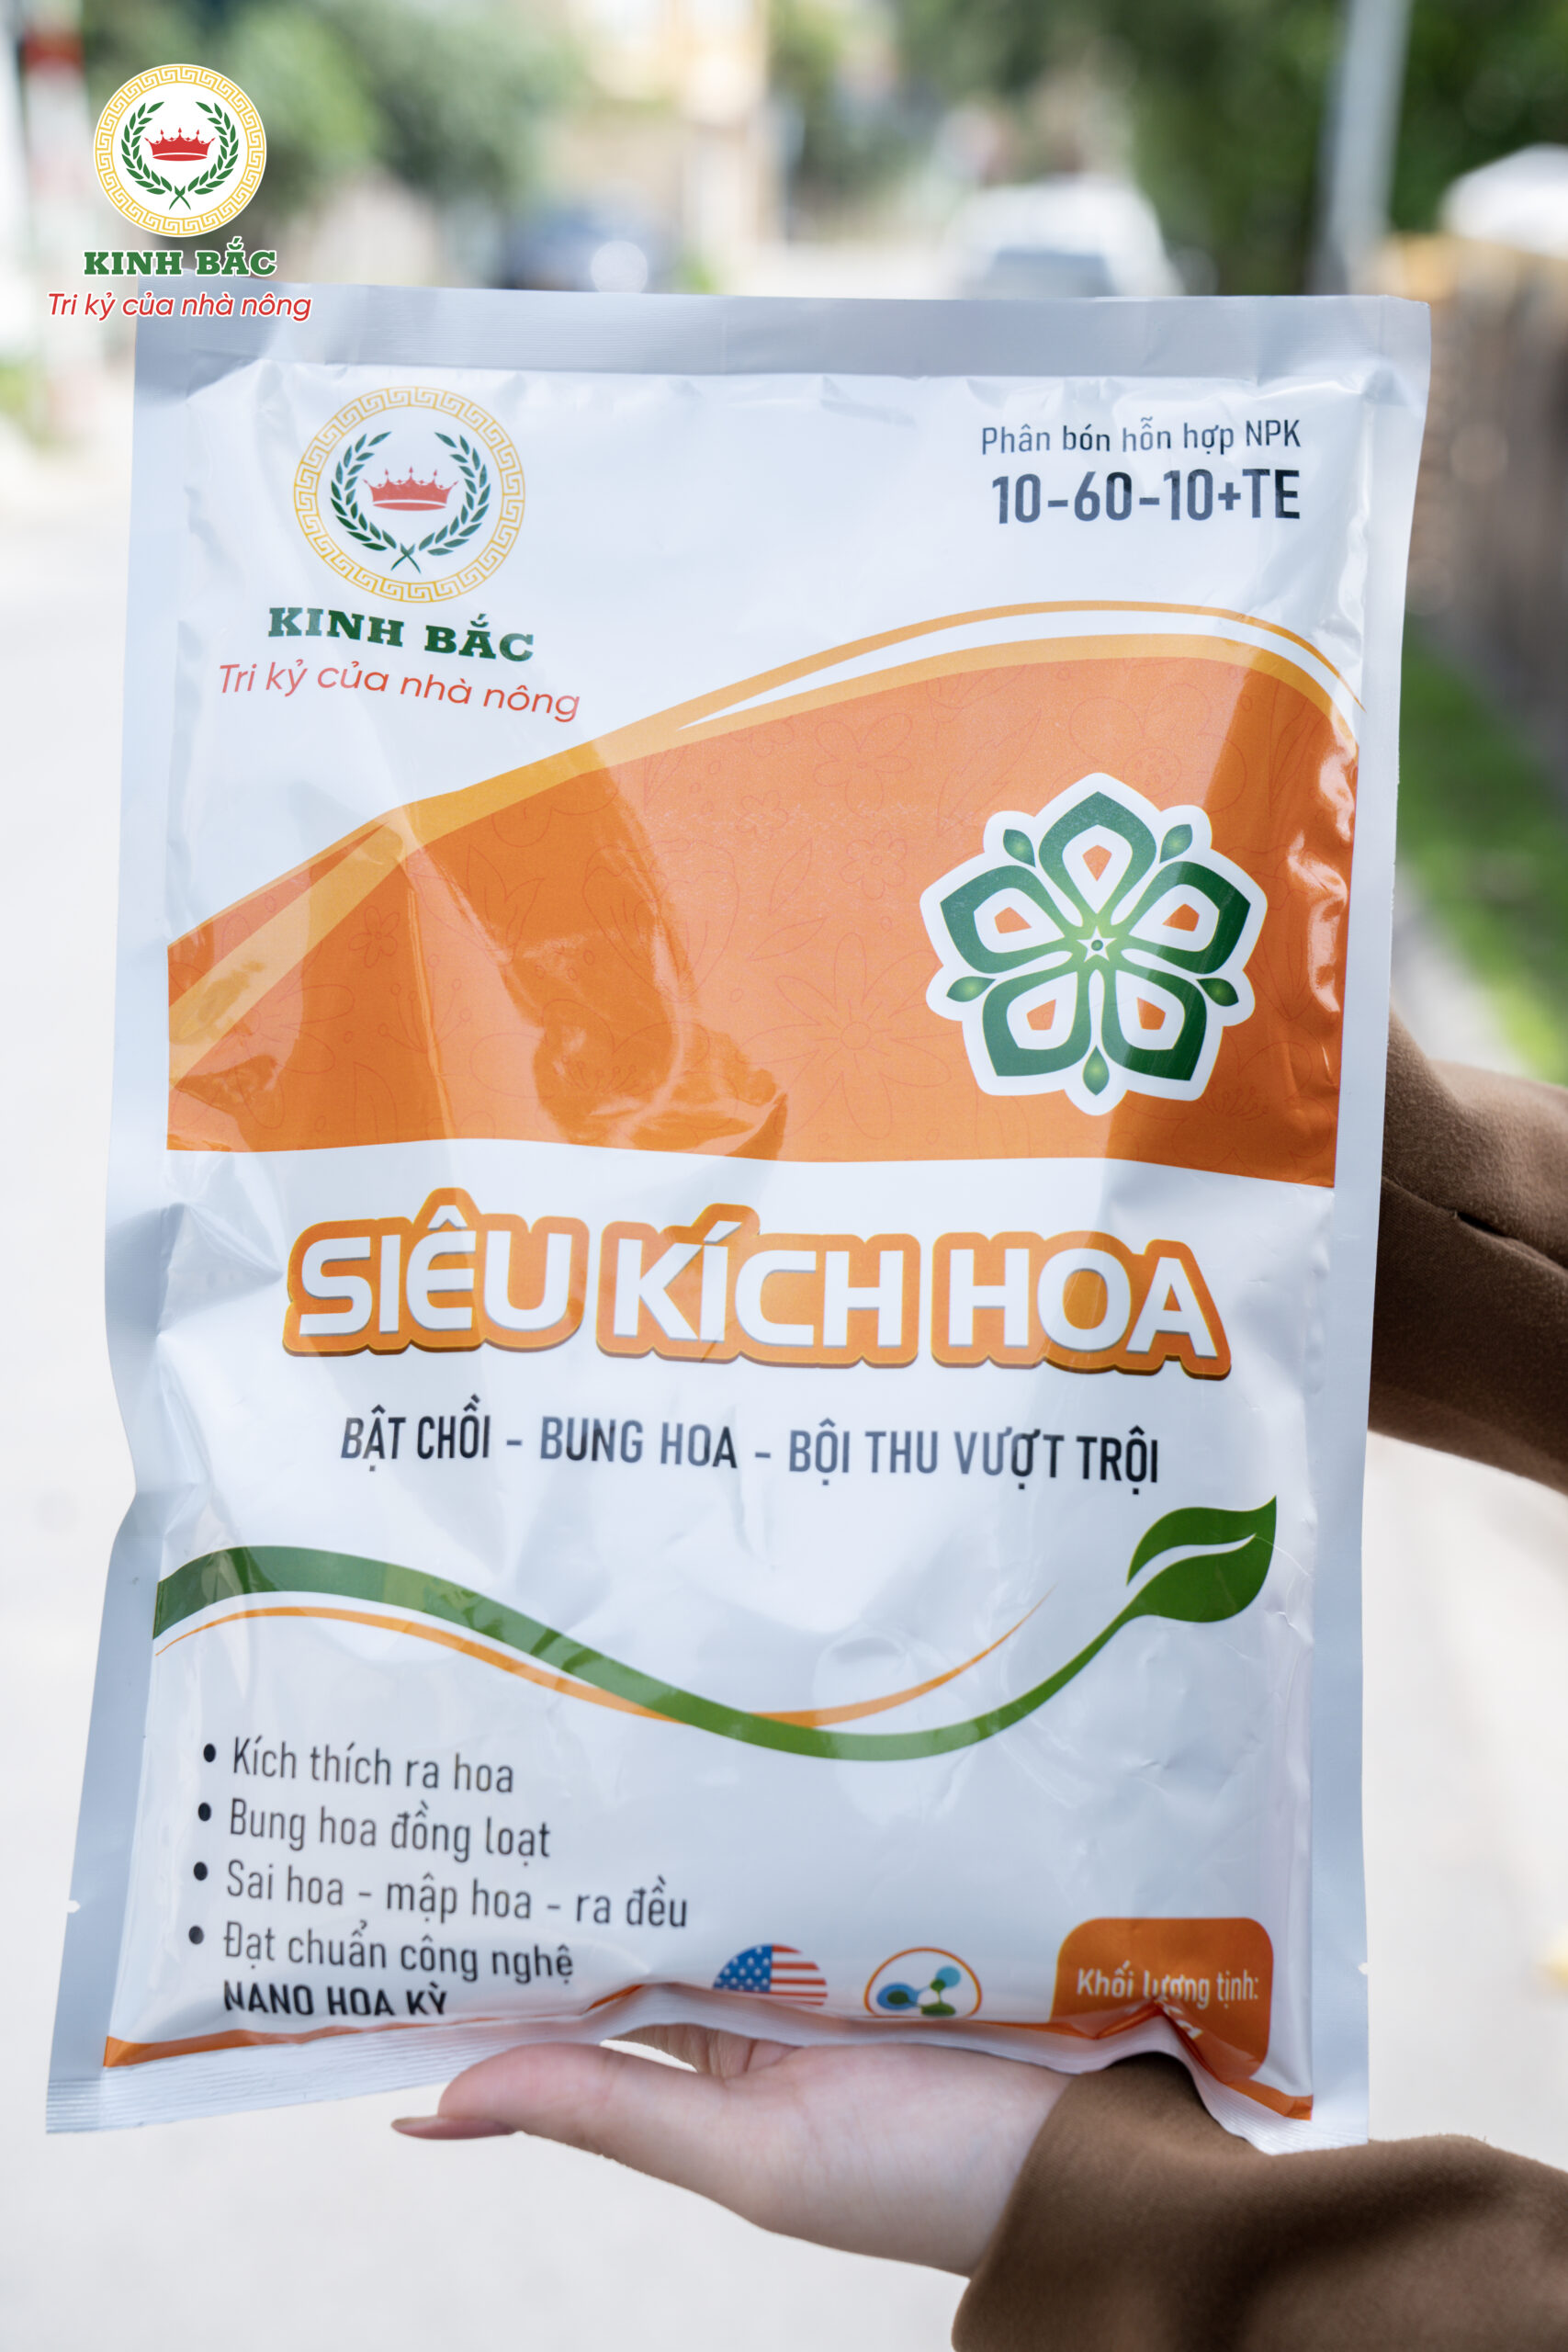 KINH BẮC
Tri kỷ của nhà nông
KINH BẮC
Tri kỷ của nhà nông
Phân bón hỗn hợp NPK
10-60-10+TE
SIÊU KÍCH HOA
BẬT CHỒI - BUNG HOA - BỘI THU VƯỢT TRỘI
• Kích thích ra hoa
• Bung hoa đồng loạt
• Sai hoa - mập hoa - ra đều
• Đạt chuẩn công nghệ
NANO HOA KỲ
Khối lượng tịnh: